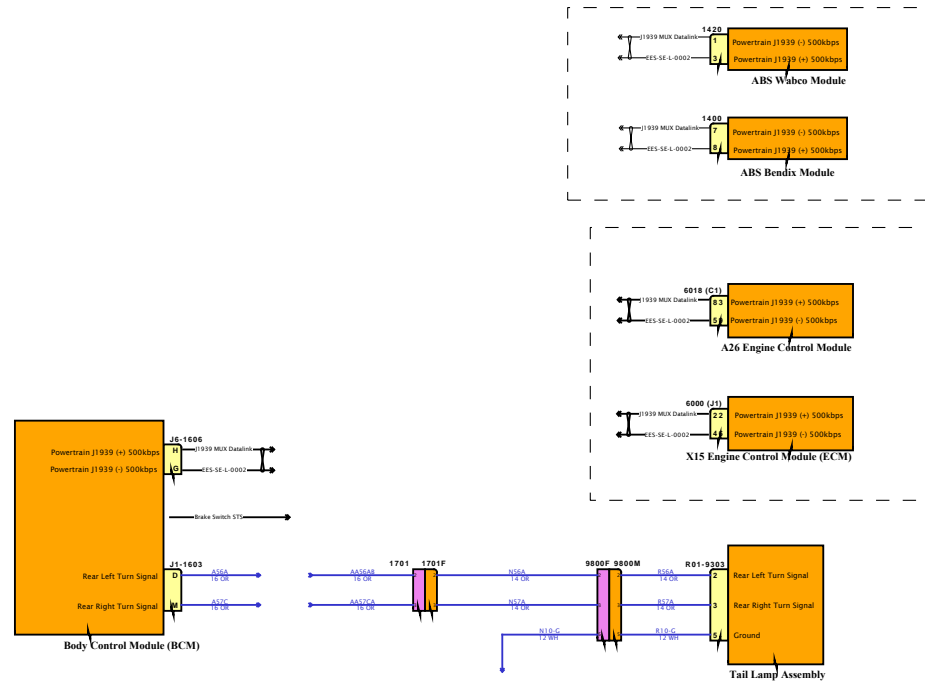 1420
J1939 MUX Datalink
1
Powertrain J1939 (-) 500kbps
EES-SE-L-0002
3
Powertrain J1939 (+) 500kbps
ABS Wabco Module
1400
J1939 MUX Datalink
7
Powertrain J1939 (-) 500kbps
EES-SE-L-0002
8
Powertrain J1939 (+) 500kbps
ABS Bendix Module
6018 (C1)
J1939 MUX Datalink
83
Powertrain J1939 (+) 500kbps
EES-SE-L-0002
Powertrain J1939 (-) 500kbps
A26 Engine Control Module
6000 (J1)
J1939 MUX Datalink
22
Powertrain J1939 (+) 500kbps
EES-SE-L-0002
46
Powertrain J1939 (-) 500kbps
X15 Engine Control Module (ECM)
J6-1606
Powertrain J1939 (+) 500kbps
H
J1939 MUX Datalink
Powertrain J1939 (-) 500kbps
G
EES-SE-L-0002
Brake Switch STS
J1-1603
1701 1701F
9800F 9800M
R01-9303
Rear Left Turn Signal
D
A56A
16 OR
AA56AB
16 OR
N56A
14 OR
R56A
14 OR
2
Rear Left Turn Signal
Rear Right Turn Signal
M
A57C
16 OR
AA57CA
16 OR
N57A
14 OR
R57A
14 OR
3
Rear Right Turn Signal
N10-G
12 WH
R10-G
12 WH
5
Ground
Body Control Module (BCM)
Tail Lamp Assembly